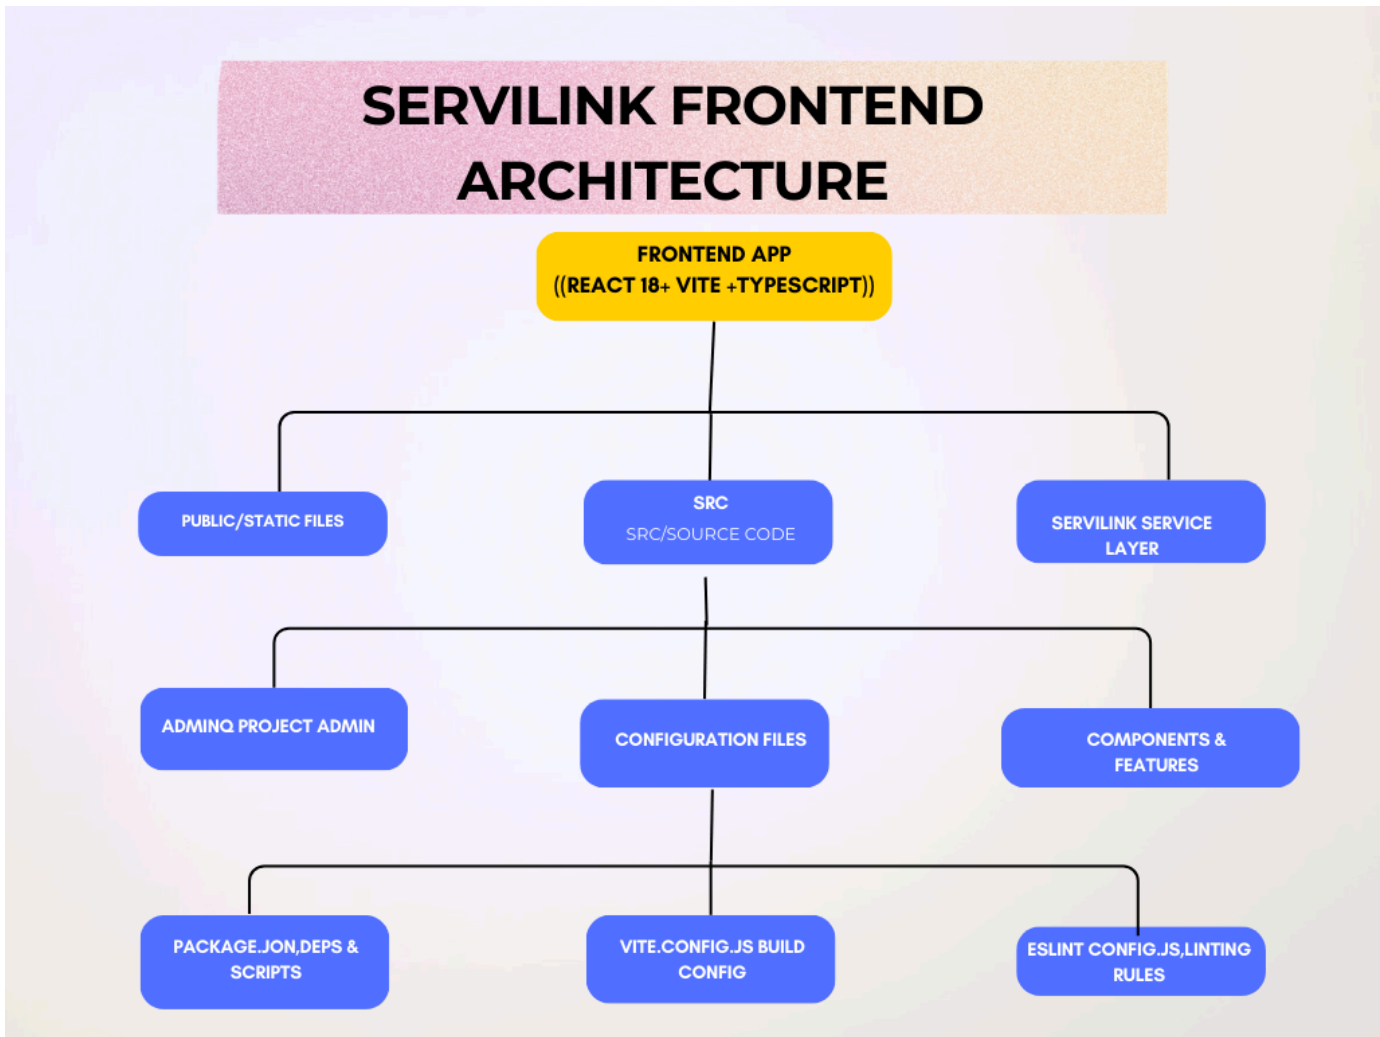 SERVILINK FRONTEND
ARCHITECTURE
FRONTEND APP
((REACT 18+ VITE +TYPESCRIPT))
PUBLIC/STATIC FILES
SRC
SRC/SOURCE CODE
SERVILINK SERVICE
LAYER
ADMINQ PROJECT ADMIN
CONFIGURATION FILES
COMPONENTS &
FEATURES
PACKAGE.JON,DEPS &
SCRIPTS
VITE.CONFIG.JS BUILD
CONFIG
ESLINT CONFIG.JS,LINTING
RULES